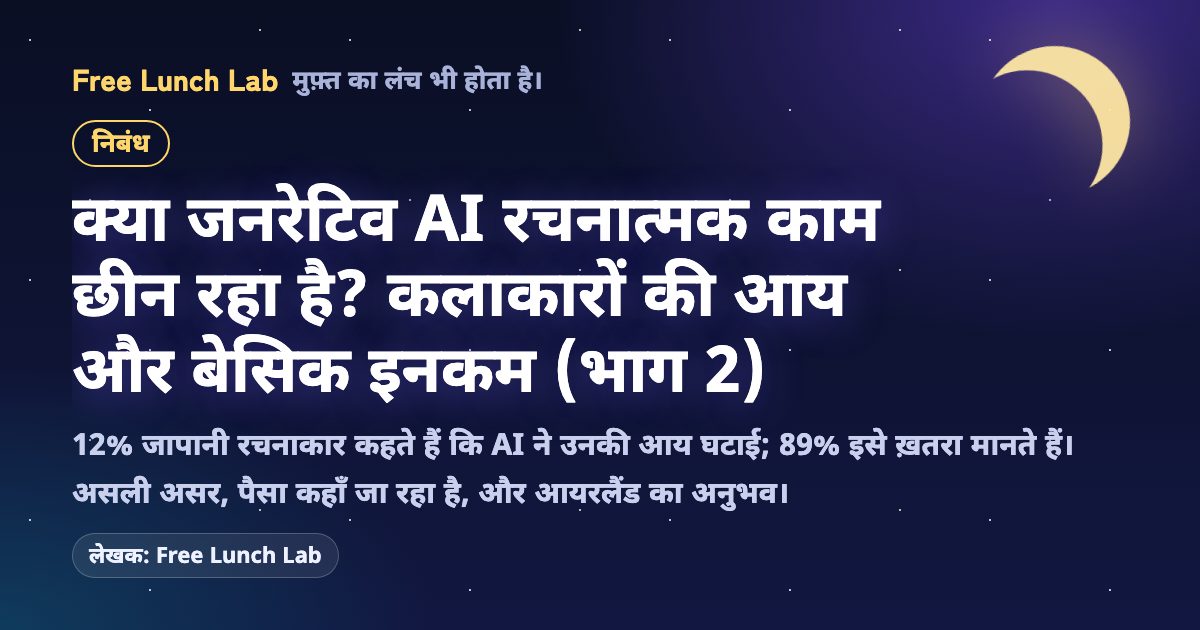 Free Lunch Lab मुफ़्त का लंच भी होता है।
निबंध
क्या जनरेटिव AI रचनात्मक काम
छीन रहा है? कलाकारों की आय
और बेसिक इनकम (भाग 2)
12% जापानी रचनाकार कहते हैं कि AI ने उनकी आय घटाई; 89% इसे ख़तरा मानते हैं।
असली असर, पैसा कहाँ जा रहा है, और आयरलैंड का अनुभव।
लेखक: Free Lunch Lab